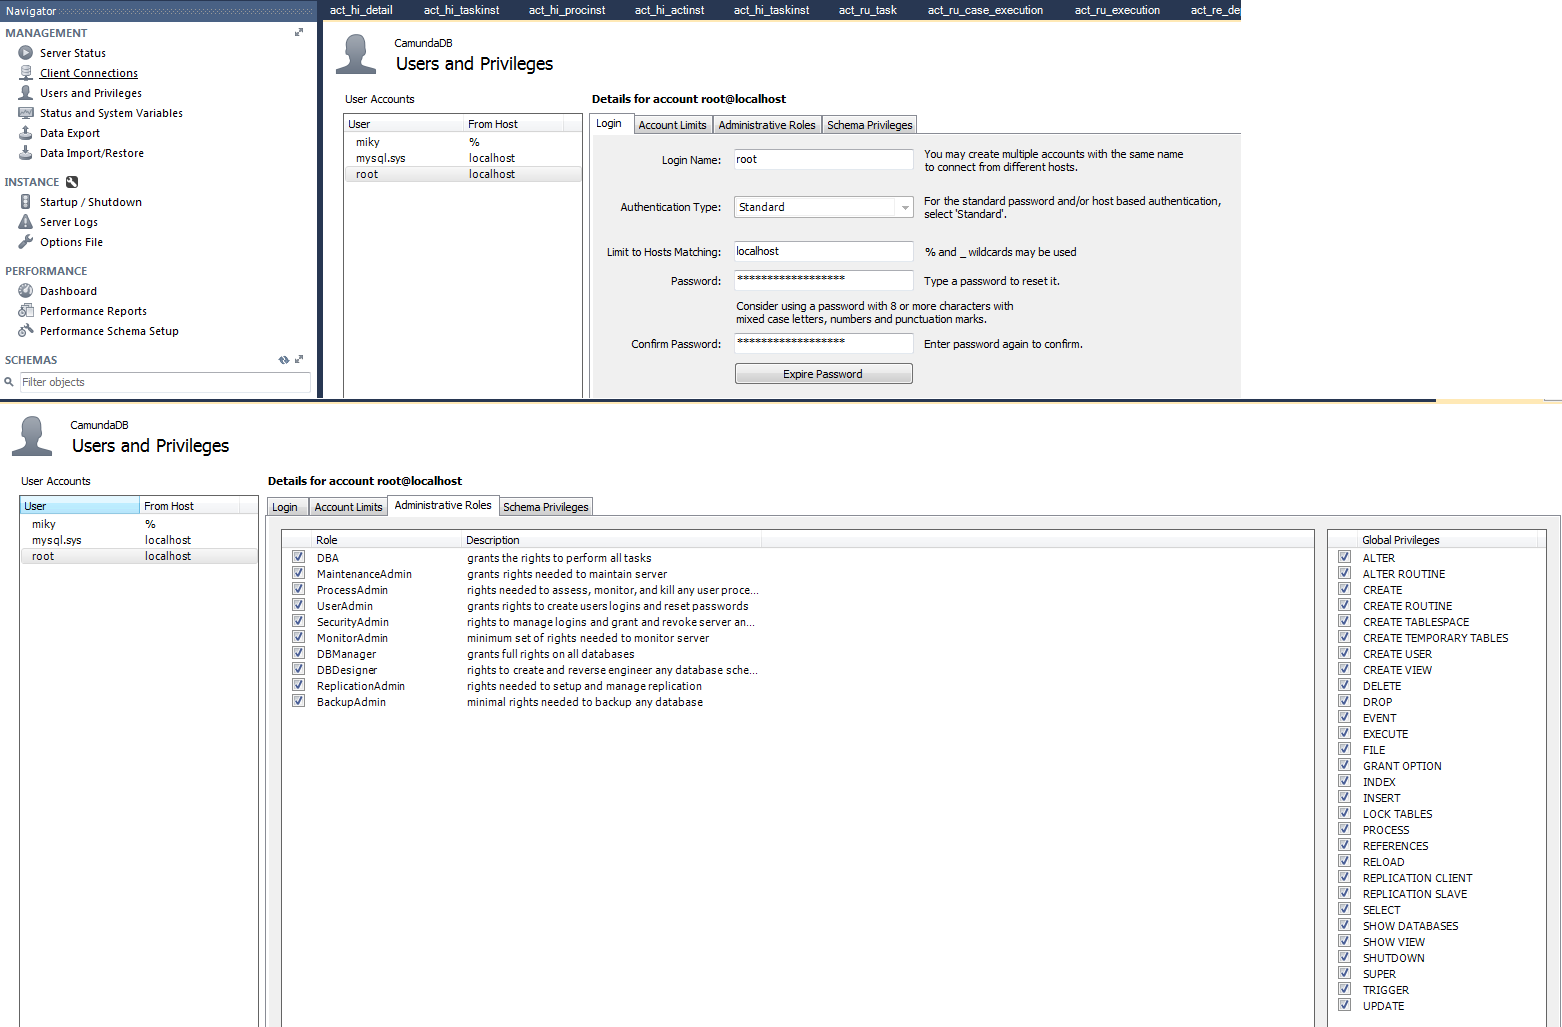 Navigator
MANAGEMENT
Server Status
Client Connections
Users and Privileges
Status and System Variables
Data Export
Data Import/Restore
INSTANCE
Startup / Shutdown
Server Logs
Options File
PERFORMANCE
Dashboard
Performance Reports
Performance Schema Setup
SCHEMAS
Filter objects
act_hi_detail act_hi_taskinst act_hi_procinst act_hi_actinst act_hi_taskinst act_ru_task act_ru_case_execution act_ru_execution act_re_de
CamundaDB
Users and Privileges
User Accounts
User From Host
miky %
mysql.sys localhost
root localhost
Details for account root@localhost
Login Account Limits Administrative Roles Schema Privileges
Login Name: root You may create multiple accounts with the same name
to connect from different hosts.
Authentication Type: Standard For the standard password and/or host based authentication,
select 'Standard'.
Limit to Hosts Matching: localhost % and _ wildcards may be used
Password: ****************** Type a password to reset it.
Consider using a password with 8 or more characters with
mixed case letters, numbers and punctuation marks.
Confirm Password: ****************** Enter password again to confirm.
Expire Password
CamundaDB
Users and Privileges
User Accounts
User From Host
miky %
mysql.sys localhost
root localhost
Details for account root@localhost
Login Account Limits Administrative Roles Schema Privileges
Role Description
DBA grants the rights to perform all tasks
MaintenanceAdmin grants rights needed to maintain server
ProcessAdmin rights needed to assess, monitor, and kill any user proce...
UserAdmin grants rights to create users logins and reset passwords
SecurityAdmin rights to manage logins and grant and revoke server an...
MonitorAdmin minimum set of rights needed to monitor server
DBManager grants full rights on all databases
DBDesigner rights to create and reverse engineer any database sche...
ReplicationAdmin rights needed to setup and manage replication
BackupAdmin minimal rights needed to backup any database
Global Privileges
ALTER
ALTER ROUTINE
CREATE
CREATE ROUTINE
CREATE TABLESPACE
CREATE TEMPORARY TABLES
CREATE USER
CREATE VIEW
DELETE
DROP
EVENT
EXECUTE
FILE
GRANT OPTION
INDEX
INSERT
LOCK TABLES
PROCESS
REFERENCES
RELOAD
REPLICATION CLIENT
REPLICATION SLAVE
SELECT
SHOW DATABASES
SHOW VIEW
SHUTDOWN
SUPER
TRIGGER
UPDATE